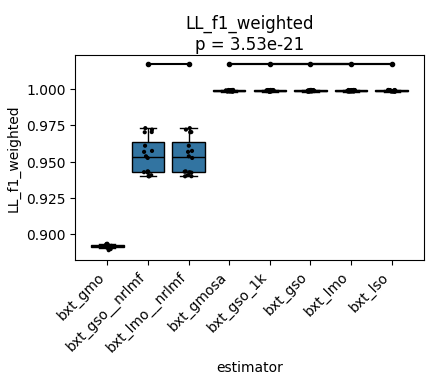 LL_f1_weighted
p = 3.53e-21
LL_f1_weighted
1.000
0.975
0.950
0.925
0.900
bxt_gmo
bxt_gso__nrlmf
bxt_lmo__nrlmf
bxt_gmosa
bxt_gso_1k
bxt_gso
bxt_lmo
bxt_lso
estimator